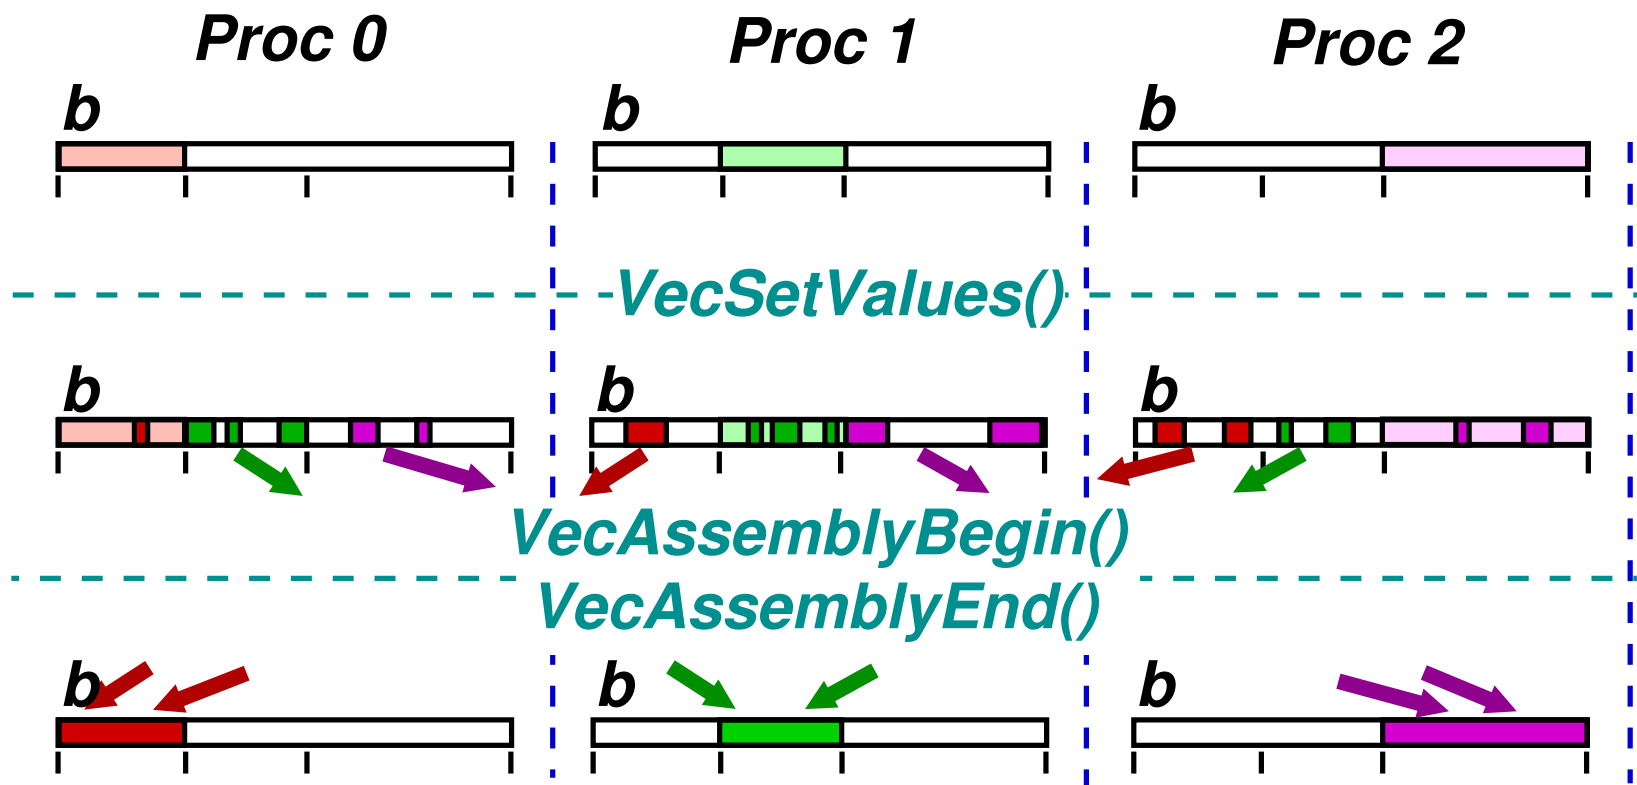 Proc 0 Proc 1 Proc 2
b b b
VecSetValues()
b b b
VecAssemblyBegin()
VecAssemblyEnd()
b b b